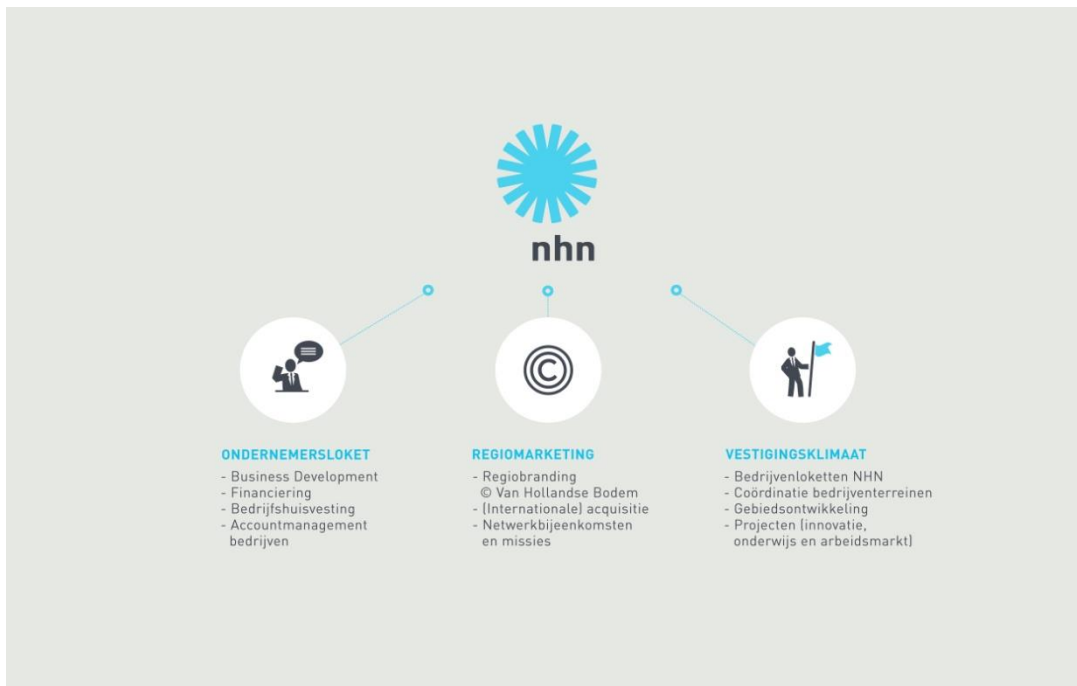 nhn
ONDERNEMERSLOKET
- Business Development
- Financiering
- Bedrijfshuisvesting
- Accountmanagement
bedrijven
REGIOMARKETING
- Regiobranding
© Van Hollandse Bodem
- (Internationale) acquisitie
- Netwerkbijeenkomsten
en missies
VESTIGINGSKLIMAAT
- Bedrijvenloketten NHN
- Coördinatie bedrijventerreinen
- Gebiedsontwikkeling
- Projecten (innovatie,
onderwijs en arbeidsmarkt)